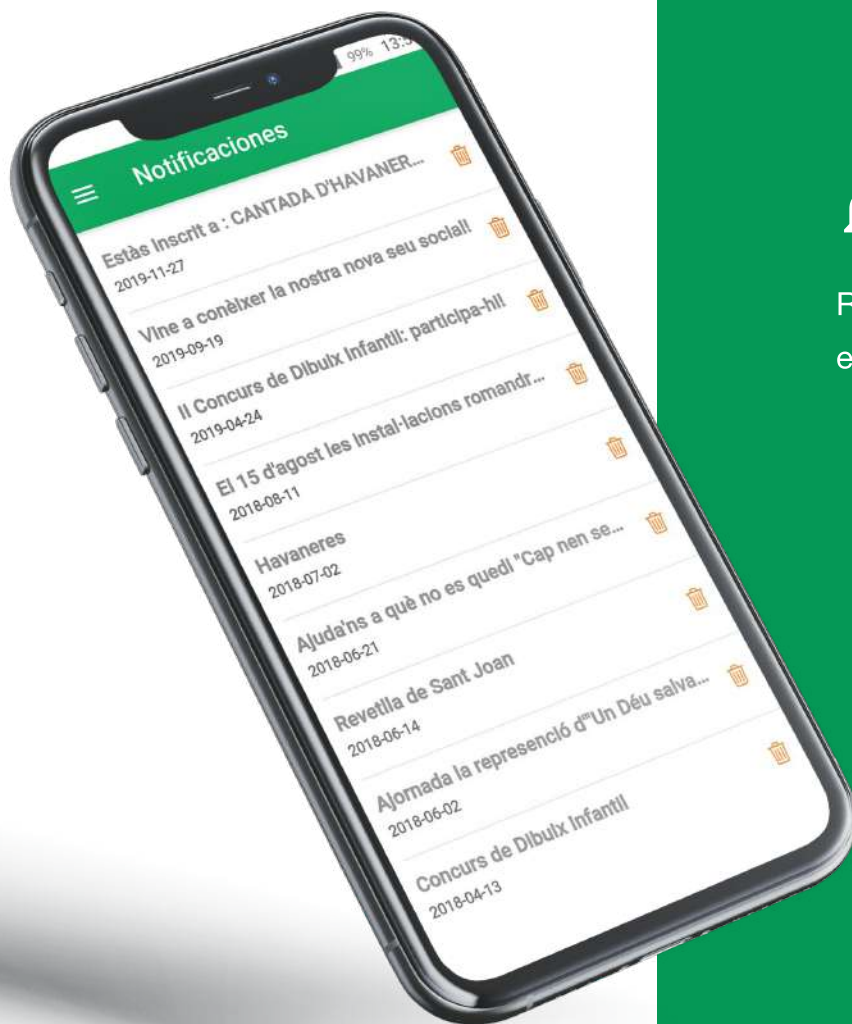 99% 13:5
Notificaciones
Estàs inscrit a : CANTADA D'HAVANER...
2019-11-27
Vine a conèixer la nostra nova seu social!
2019-09-19
II Concurs de Dibuix Infantil: participa-hi!
2019-04-24
El 15 d'agost les instal·lacions romandr...
2018-08-11
Havaneres
2018-07-02
Ajuda'ns a què no es quedi "Cap nen se...
2018-06-21
Revetlla de Sant Joan
2018-06-14
Ajornada la represenció d'"Un Déu salva...
2018-06-02
Concurs de Dibuix Infantil
2018-04-13
R
e